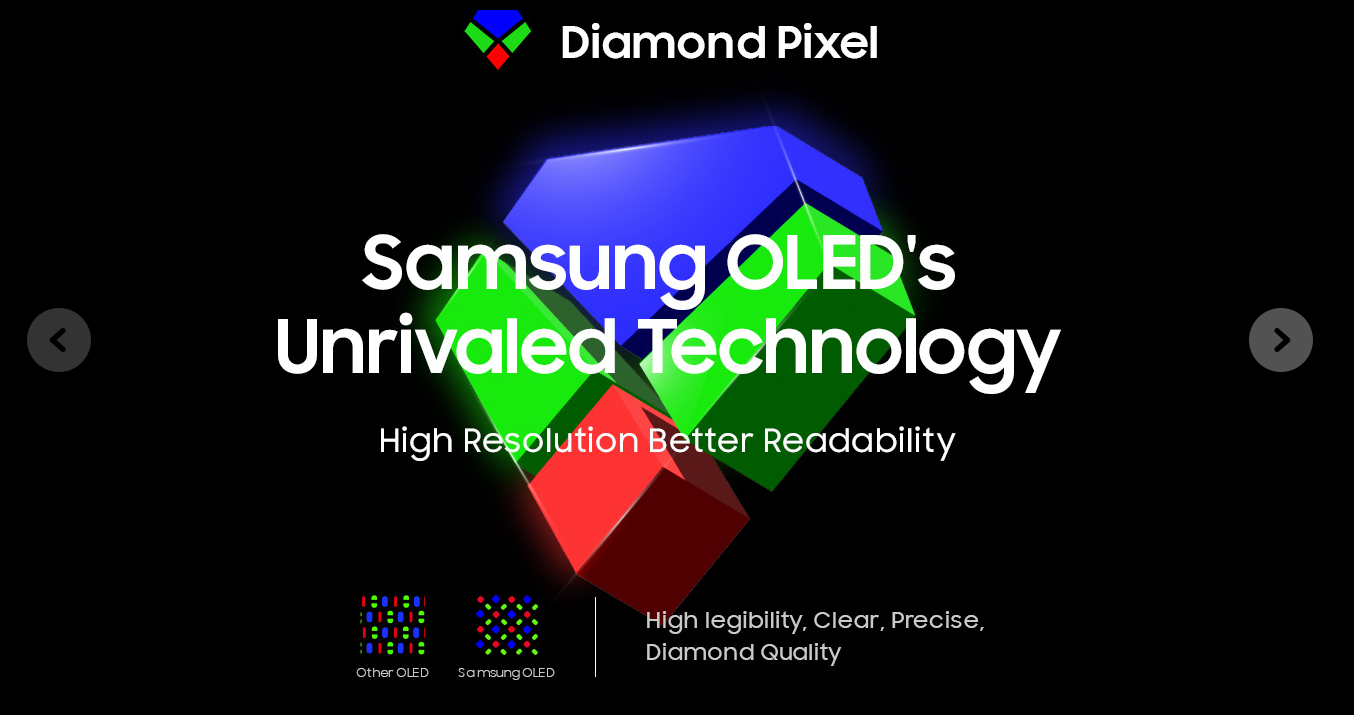 Diamond Pixel
Samsung OLED's
Unrivaled Technology
High Resolution Better Readability
Other OLED
Samsung OLED
High legibility, Clear, Precise,
Diamond Quality